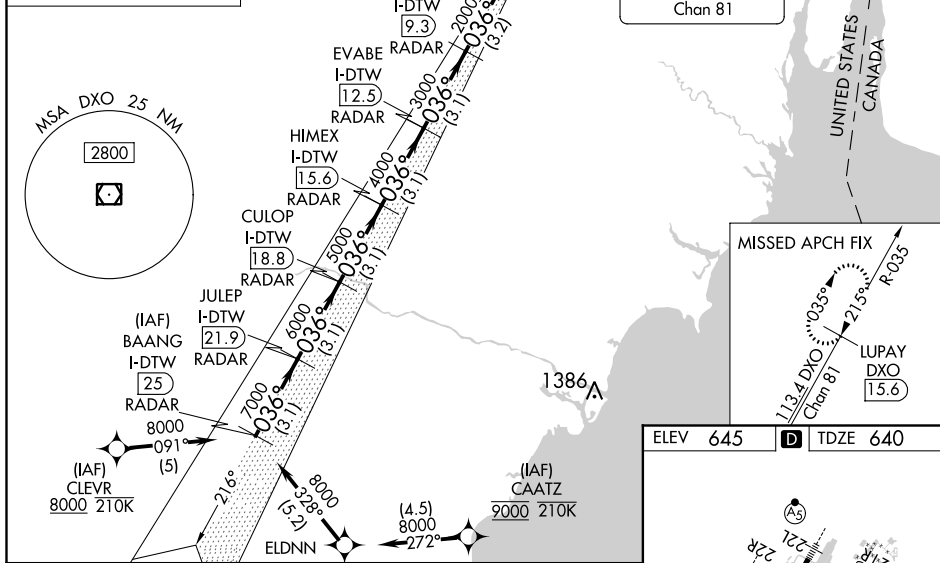 I-DTW
9.3
RADAR
2000
036°
(3.2)
Chan 81
EVABE
I-DTW
12.5
RADAR
3000
036°
(3.1)
HIMEX
I-DTW
15.6
RADAR
4000
036°
(3.1)
CULOP
I-DTW
18.8
RADAR
5000
036°
(3.1)
JULEP
I-DTW
21.9
RADAR
6000
036°
(3.1)
(IAF)
BAANG
I-DTW
25
RADAR
7000
036°
(3.1)
MSA DXO 25 NM
2800
8000
091°
(5)
(IAF)
CLEVR
8000 210K
216°
8000
328°
(5.2)
ELDNN
(4.5)
8000
272°
(IAF)
CAATZ
9000 210K
1386
UNITED STATES
CANADA
MISSED APCH FIX
R-035
035°
215°
113.4 DXO
Chan 81
LUPAY
DXO
15.6
ELEV 645 D TDZE 640
A5
22L
22R